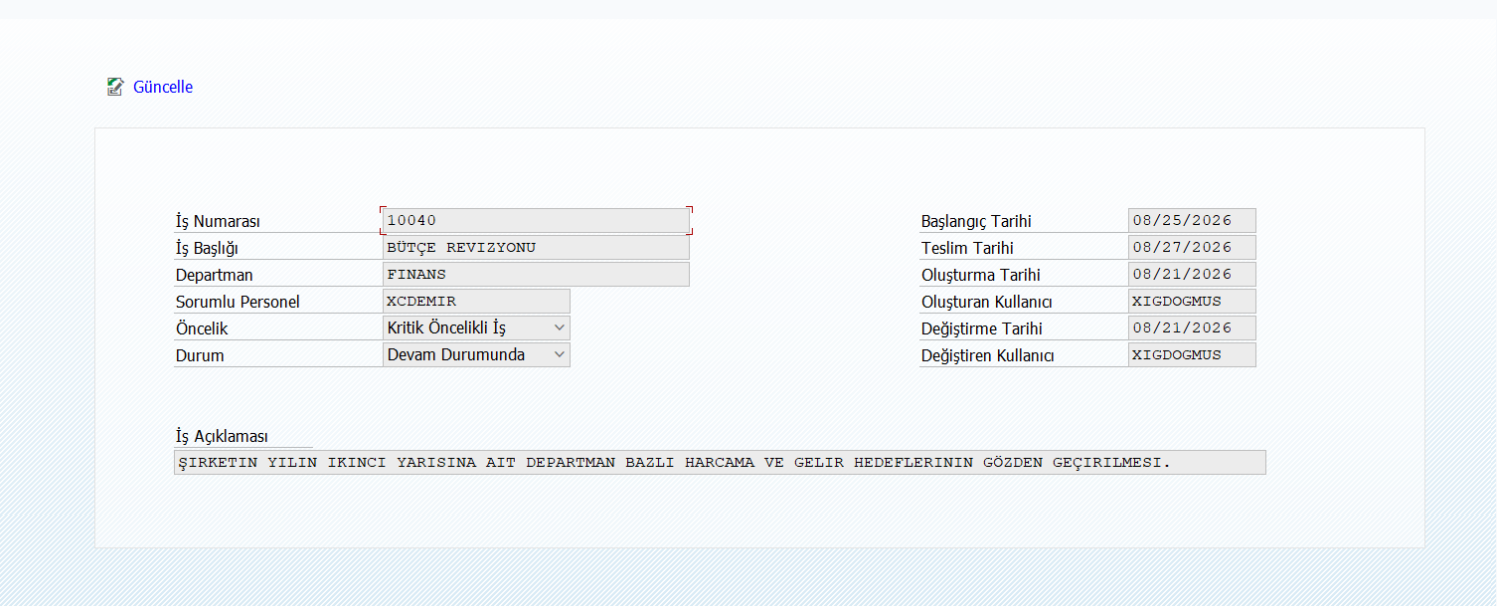 Güncelle
İş Numarası 10040 Başlangıç Tarihi 08/25/2026
İş Başlığı BÜTÇE REVIZYONU Teslim Tarihi 08/27/2026
Departman FINANS Oluşturma Tarihi 08/21/2026
Sorumlu Personel XCDEMIR Oluşturan Kullanıcı XIGDOGMUS
Öncelik Kritik Öncelikli İş Değiştirme Tarihi 08/21/2026
Durum Devam Durumunda Değiştiren Kullanıcı XIGDOGMUS
İş Açıklaması
ŞIRKETIN YILIN IKINCI YARISINA AIT DEPARTMAN BAZLI HARCAMA VE GELIR HEDEFLERININ GÖZDEN GEÇIRILMESI.